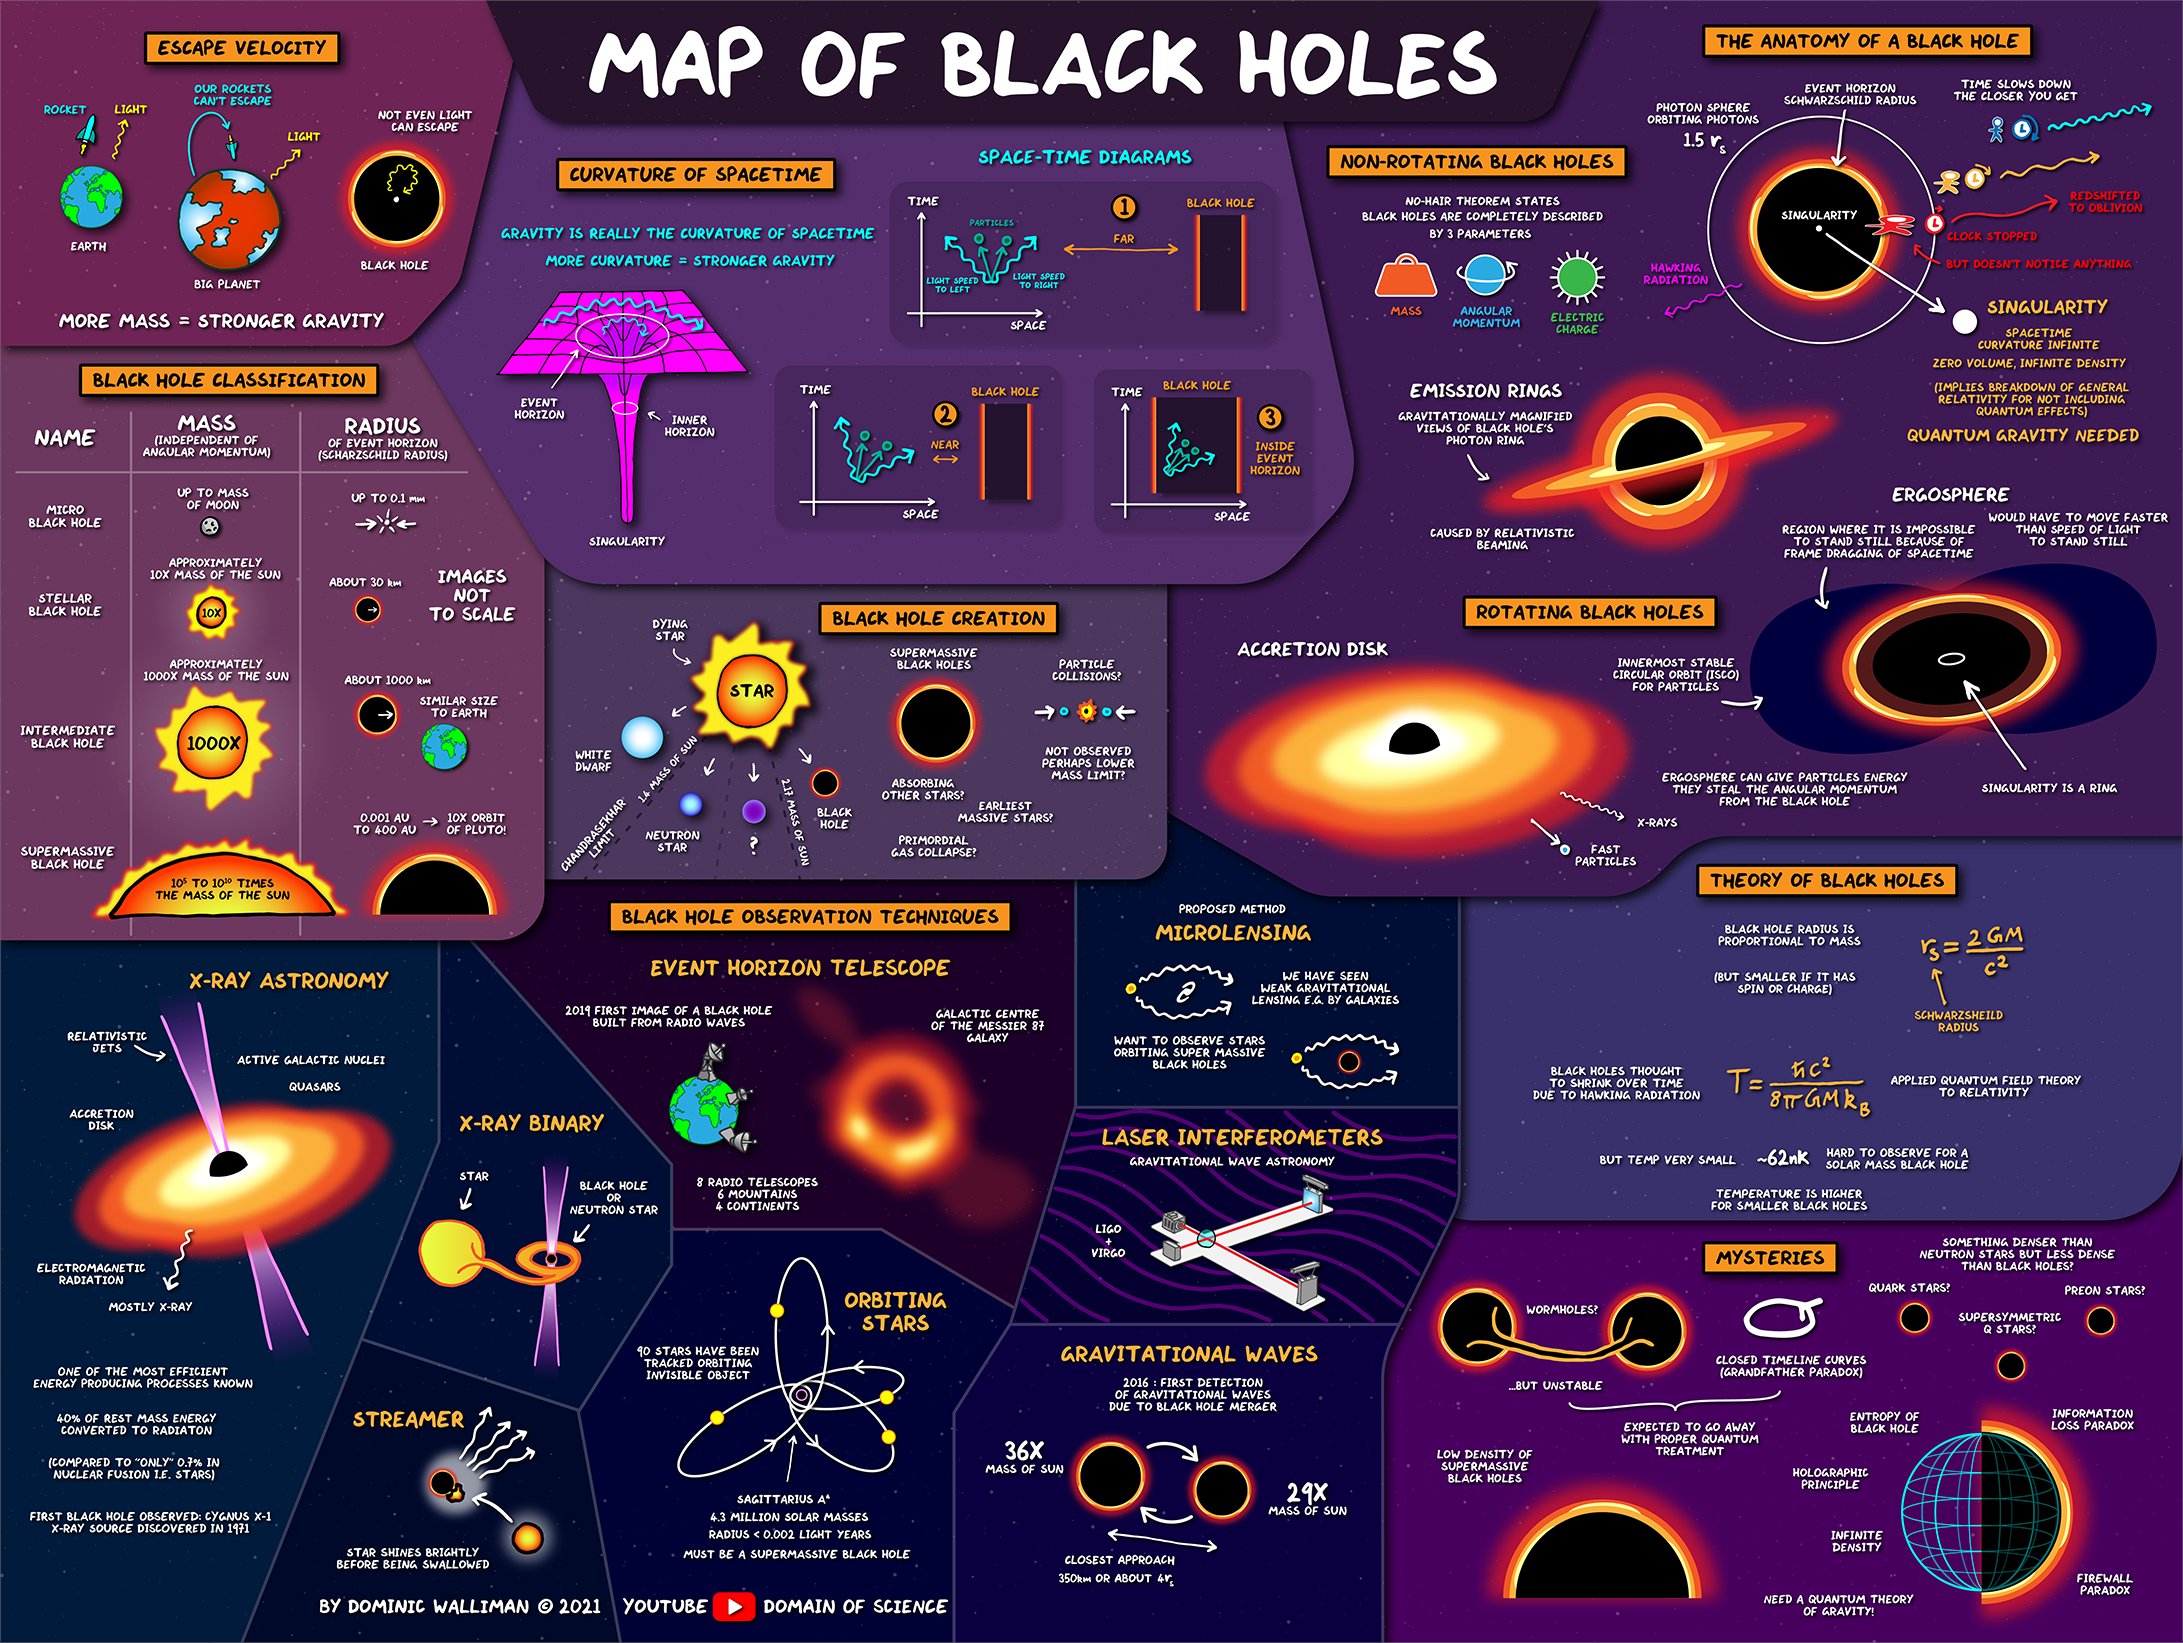 MAP OF BLACK HOLES
ESCAPE VELOCITY
ROCKET
LIGHT
OUR ROCKETS
CAN'T ESCAPE
LIGHT
NOT EVEN LIGHT
CAN ESCAPE
EARTH
BIG PLANET
BLACK HOLE
MORE MASS = STRONGER GRAVITY
BLACK HOLE CLASSIFICATION
NAME
MASS
(INDEPENDENT OF
ANGULAR MOMENTUM)
RADIUS
OF EVENT HORIZON
(SCHARZSCHILD RADIUS)
MICRO
BLACK HOLE
UP TO MASS
OF MOON
UP TO 0.1 mm
STELLAR
BLACK HOLE
APPROXIMATELY
10X MASS OF THE SUN
10X
ABOUT 30 km
IMAGES
NOT
TO SCALE
INTERMEDIATE
BLACK HOLE
APPROXIMATELY
1000X MASS OF THE SUN
1000X
ABOUT 1000 km
SIMILAR SIZE
TO EARTH
SUPERMASSIVE
BLACK HOLE
10⁵ TO 10¹⁰ TIMES
THE MASS OF THE SUN
0.001 AU
TO 400 AU
→ 10X ORBIT
OF PLUTO!
CURVATURE OF SPACETIME
GRAVITY IS REALLY THE CURVATURE OF SPACETIME
MORE CURVATURE = STRONGER GRAVITY
EVENT
HORIZON
INNER
HORIZON
SINGULARITY
SPACE-TIME DIAGRAMS
TIME
PARTICLES
LIGHT SPEED
TO LEFT
LIGHT SPEED
TO RIGHT
SPACE
1
FAR
BLACK HOLE
TIME
SPACE
2
NEAR
BLACK HOLE
TIME
BLACK HOLE
SPACE
3
INSIDE
EVENT
HORIZON
NON-ROTATING BLACK HOLES
NO-HAIR THEOREM STATES
BLACK HOLES ARE COMPLETELY DESCRIBED
BY 3 PARAMETERS
MASS
ANGULAR
MOMENTUM
ELECTRIC
CHARGE
THE ANATOMY OF A BLACK HOLE
PHOTON SPHERE
ORBITING PHOTONS
1.5 rs
EVENT HORIZON
SCHWARZSCHILD RADIUS
TIME SLOWS DOWN
THE CLOSER YOU GET
SINGULARITY
REDSHIFTED
TO OBLIVION
CLOCK STOPPED
BUT DOESN'T NOTICE ANYTHING
HAWKING
RADIATION
SINGULARITY
SPACETIME
CURVATURE INFINITE
ZERO VOLUME, INFINITE DENSITY
(IMPLIES BREAKDOWN OF GENERAL
RELATIVITY FOR NOT INCLUDING
QUANTUM EFFECTS)
QUANTUM GRAVITY NEEDED
EMISSION RINGS
GRAVITATIONALLY MAGNIFIED
VIEWS OF BLACK HOLE'S
PHOTON RING
CAUSED BY RELATIVISTIC
BEAMING
ROTATING BLACK HOLES
ERGOSPHERE
REGION WHERE IT IS IMPOSSIBLE
TO STAND STILL BECAUSE OF
FRAME DRAGGING OF SPACETIME
WOULD HAVE TO MOVE FASTER
THAN SPEED OF LIGHT
TO STAND STILL
ACCRETION DISK
INNERMOST STABLE
CIRCULAR ORBIT (ISCO)
FOR PARTICLES
ERGOSPHERE CAN GIVE PARTICLES ENERGY
THEY STEAL THE ANGULAR MOMENTUM
FROM THE BLACK HOLE
SINGULARITY IS A RING
X-RAYS
FAST
PARTICLES
BLACK HOLE CREATION
DYING
STAR
STAR
WHITE
DWARF
CHANDRASEKHAR
LIMIT
1.4 MASS OF SUN
NEUTRON
STAR
?
2.17 MASS OF SUN
BLACK
HOLE
SUPERMASSIVE
BLACK HOLES
ABSORBING
OTHER STARS?
EARLIEST
MASSIVE STARS?
PRIMORDIAL
GAS COLLAPSE?
PARTICLE
COLLISIONS?
NOT OBSERVED
PERHAPS LOWER
MASS LIMIT?
BLACK HOLE OBSERVATION TECHNIQUES
X-RAY ASTRONOMY
RELATIVISTIC
JETS
ACTIVE GALACTIC NUCLEI
QUASARS
ACCRETION
DISK
ELECTROMAGNETIC
RADIATION
MOSTLY X-RAY
ONE OF THE MOST EFFICIENT
ENERGY PRODUCING PROCESSES KNOWN
40% OF REST MASS ENERGY
CONVERTED TO RADIATON
(COMPARED TO "ONLY" 0.7% IN
NUCLEAR FUSION I.E. STARS)
FIRST BLACK HOLE OBSERVED: CYGNUS X-1
X-RAY SOURCE DISCOVERED IN 1971
X-RAY BINARY
STAR
BLACK HOLE
OR
NEUTRON STAR
STREAMER
STAR SHINES BRIGHTLY
BEFORE BEING SWALLOWED
EVENT HORIZON TELESCOPE
2019 FIRST IMAGE OF A BLACK HOLE
BUILT FROM RADIO WAVES
GALACTIC CENTRE
OF THE MESSIER 87
GALAXY
8 RADIO TELESCOPES
6 MOUNTAINS
4 CONTINENTS
ORBITING
STARS
90 STARS HAVE BEEN
TRACKED ORBITING
INVISIBLE OBJECT
SAGITTARIUS A*
4.3 MILLION SOLAR MASSES
RADIUS < 0.002 LIGHT YEARS
MUST BE A SUPERMASSIVE BLACK HOLE
PROPOSED METHOD
MICROLENSING
WE HAVE SEEN
WEAK GRAVITATIONAL
LENSING E.G. BY GALAXIES
WANT TO OBSERVE STARS
ORBITING SUPER MASSIVE
BLACK HOLES
LASER INTERFEROMETERS
GRAVITATIONAL WAVE ASTRONOMY
LIGO
+
VIRGO
GRAVITATIONAL WAVES
2016 : FIRST DETECTION
OF GRAVITATIONAL WAVES
DUE TO BLACK HOLE MERGER
36X
MASS OF SUN
29X
MASS OF SUN
CLOSEST APPROACH
350km OR ABOUT 4rs
THEORY OF BLACK HOLES
BLACK HOLE RADIUS IS
PROPORTIONAL TO MASS
(BUT SMALLER IF IT HAS
SPIN OR CHARGE)
rs = 2GM / c²
SCHWARZSHEILD
RADIUS
BLACK HOLES THOUGHT
TO SHRINK OVER TIME
DUE TO HAWKING RADIATION
T = ℏc² / 8πGMkB
APPLIED QUANTUM FIELD THEORY
TO RELATIVITY
BUT TEMP VERY SMALL ~62nK
HARD TO OBSERVE FOR A
SOLAR MASS BLACK HOLE
TEMPERATURE IS HIGHER
FOR SMALLER BLACK HOLES
MYSTERIES
WORMHOLES?
...BUT UNSTABLE
CLOSED TIMELINE CURVES
(GRANDFATHER PARADOX)
EXPECTED TO GO AWAY
WITH PROPER QUANTUM
TREATMENT
SOMETHING DENSER THAN
NEUTRON STARS BUT LESS DENSE
THAN BLACK HOLES?
QUARK STARS?
PREON STARS?
SUPERSYMMETRIC
Q STARS?
LOW DENSITY OF
SUPERMASSIVE
BLACK HOLES
ENTROPY OF
BLACK HOLE
INFORMATION
LOSS PARADOX
HOLOGRAPHIC
PRINCIPLE
INFINITE
DENSITY
FIREWALL
PARADOX
NEED A QUANTUM THEORY
OF GRAVITY!
BY DOMINIC WALLIMAN © 2021 YOUTUBE DOMAIN OF SCIENCE